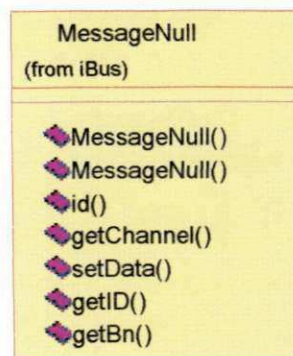 MessageNull
(from iBus)
MessageNull()
MessageNull()
id()
getChannel()
setData()
getID()
getBn()